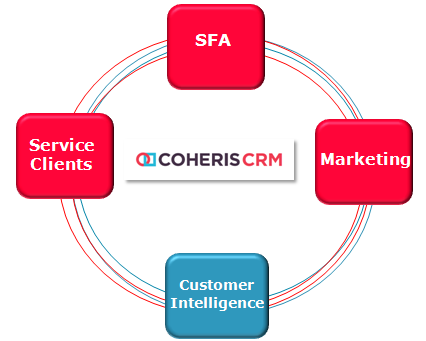 SFA
Service
Clients
COHERIS CRM
Marketing
Customer
Intelligence